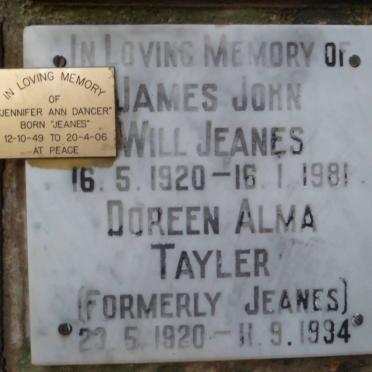 IN LOVING MEMORY OF
JAMES JOHN
WILL JEANES
16.5.1920-16.1.1981
DOREEN ALMA
TAYLER
(FORMERLY JEANES)
23.5.1920-11.9.1994
IN LOVING MEMORY
OF
"JENNIFER ANN DANCER"
BORN "JEANES"
12-10-49 TO 20-4-06
AT PEACE